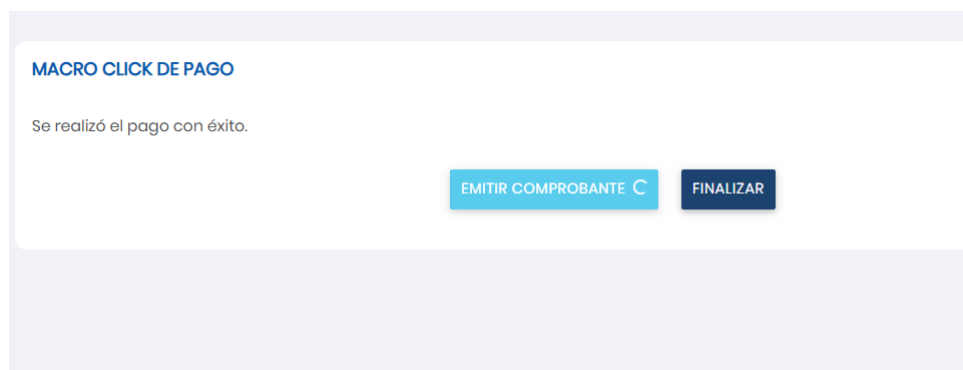 MACRO CLICK DE PAGO
Se realizó el pago con éxito.
EMITIR COMPROBANTE
FINALIZAR